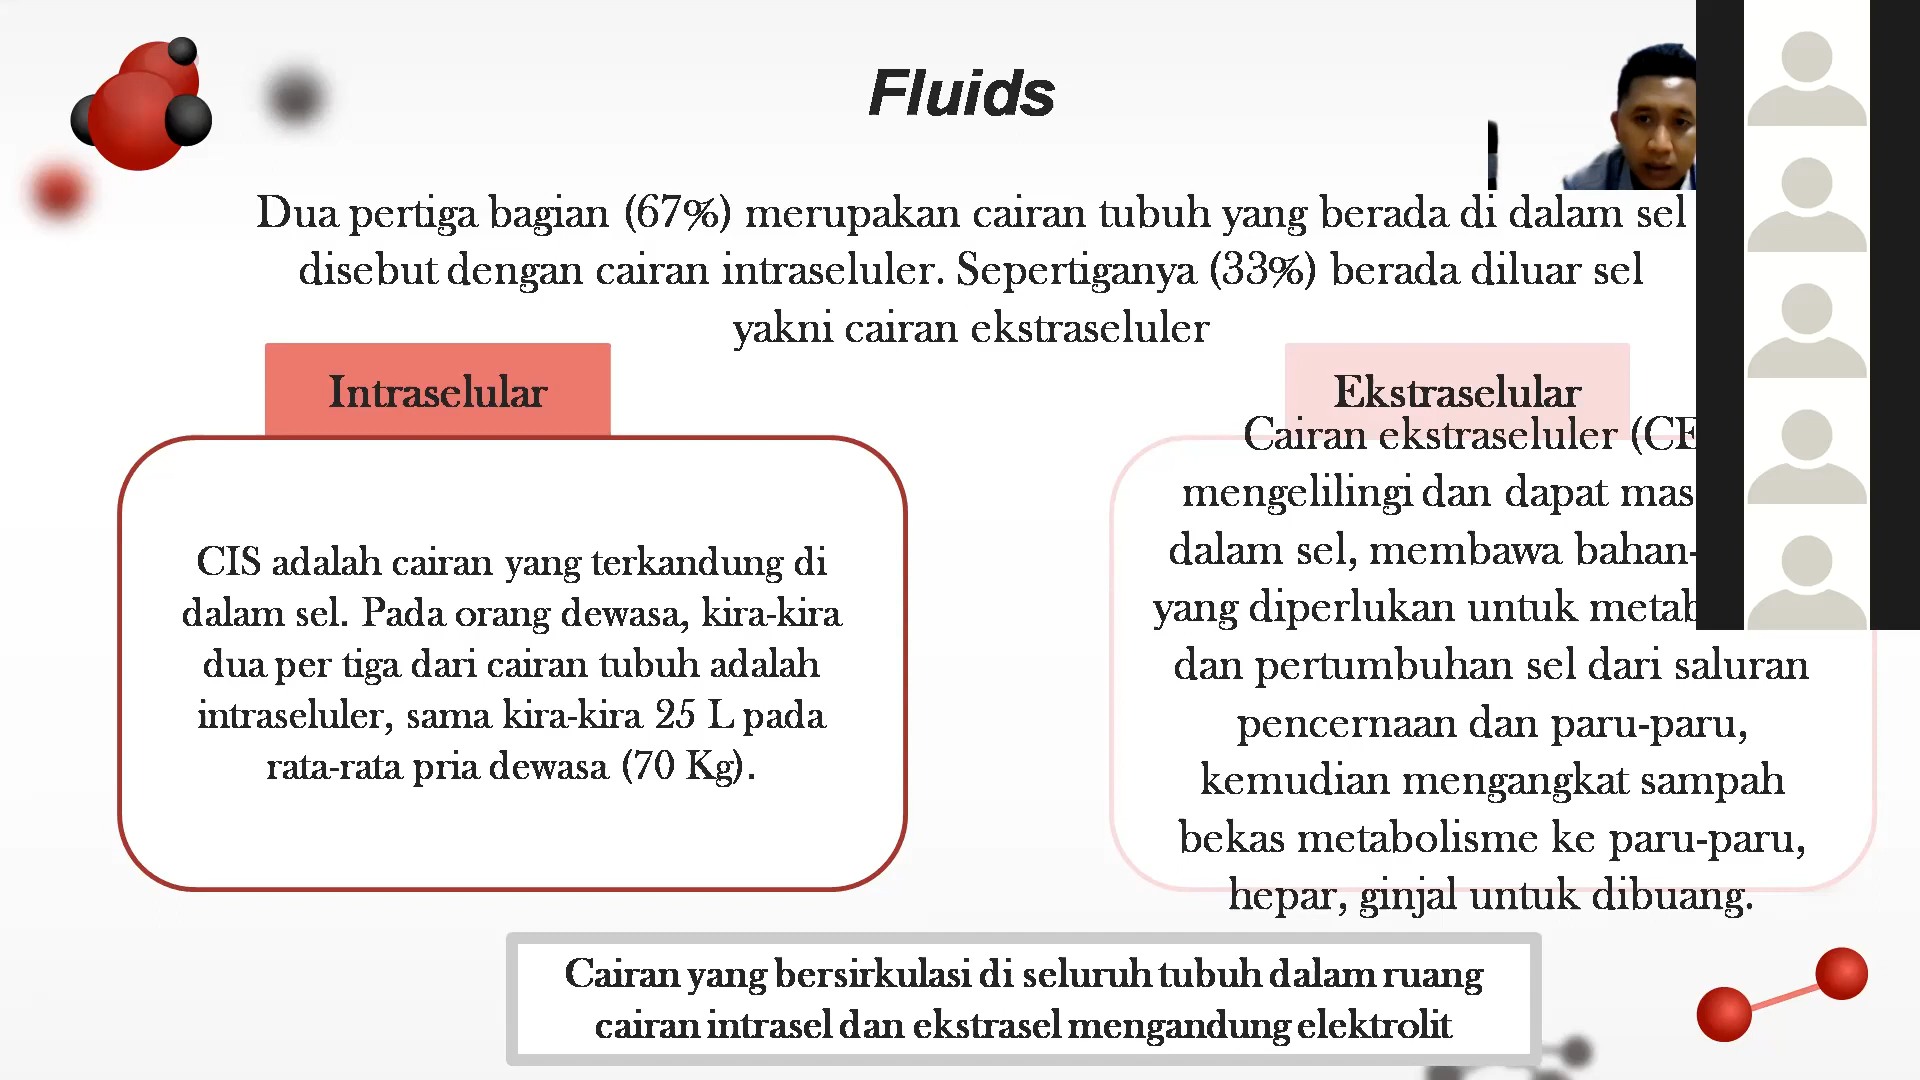 Fluids
Dua pertiga bagian (67%) merupakan cairan tubuh yang berada di dalam sel
disebut dengan cairan intraseluler. Sepertiganya (33%) berada diluar sel
yakni cairan ekstraseluler
Intraselular
CIS adalah cairan yang terkandung di
dalam sel. Pada orang dewasa, kira-kira
dua per tiga dari cairan tubuh adalah
intraseluler, sama kira-kira 25 L pada
rata-rata pria dewasa (70 Kg).
Ekstraselular
Cairan ekstraseluler
mengelilingi dan dapat
dalam sel, membawa bahan-
yang diperlukan untuk
dan pertumbuhan sel dari saluran
pencernaan dan paru-paru,
kemudian mengangkat sampah
bekas metabolisme ke paru-paru,
hepar, ginjal untuk dibuang.
Cairan yang bersirkulasi di seluruh tubuh dalam ruang
cairan intrasel dan ekstrasel mengandung elektrolit